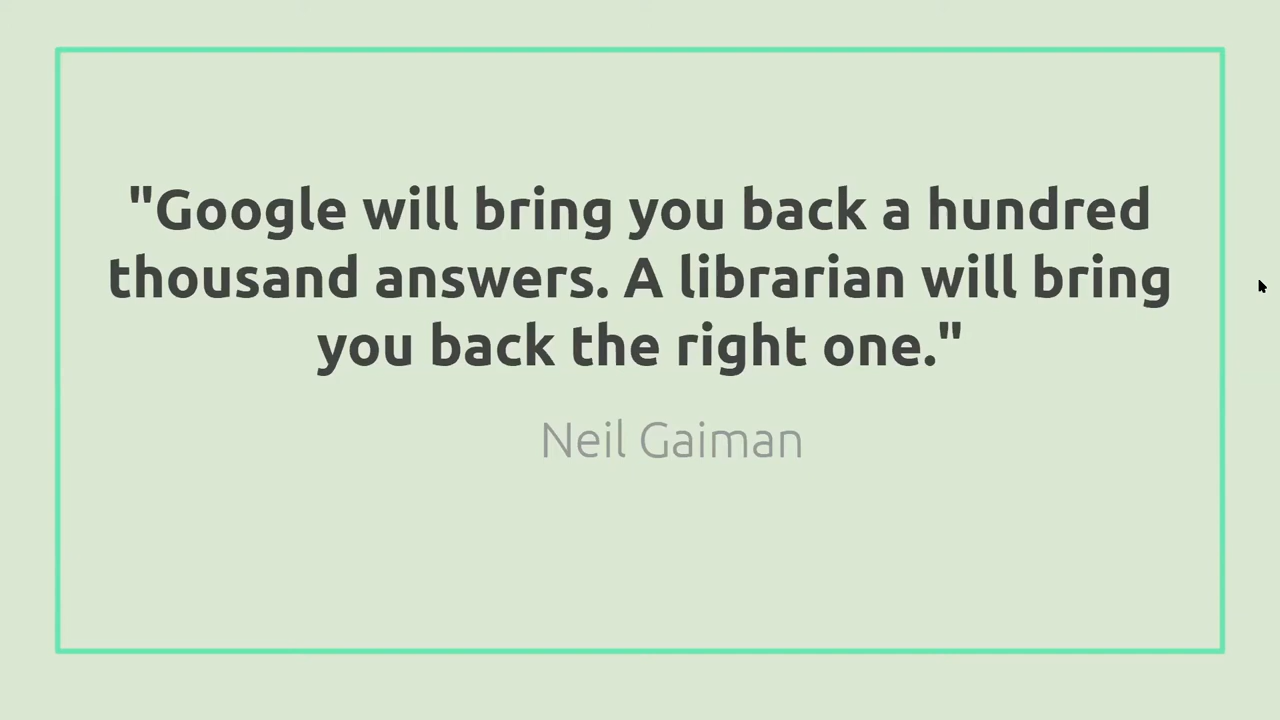 "Google will bring you back a hundred
thousand answers. A librarian will bring
you back the right one."
Neil Gaiman